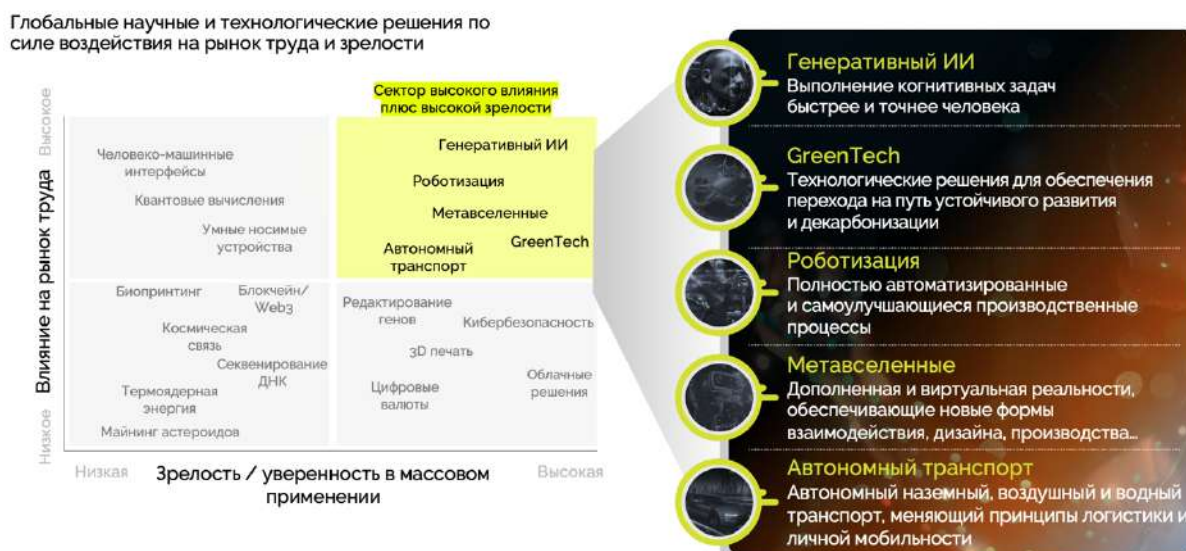 Глобальные научные и технологические решения по
силе воздействия на рынок труда и зрелости
Сектор высокого влияния
плюс высокой зрелости
Влияние на рынок труда
Высокое
Низкое
Человеко-машинные
интерфейсы
Квантовые вычисления
Умные носимые
устройства
Генеративный ИИ
Роботизация
Метавселенные
Автономный
транспорт
GreenTech
Биопринтинг
Блокчейн/
Web3
Космическая
связь
Секвенирование
ДНК
Термоядерная
энергия
Майнинг астероидов
Редактирование
генов
Кибербезопасность
3D печать
Цифровые
валюты
Облачные
решения
Низкая
Зрелость / уверенность в массовом
применении
Высокая
Генеративный ИИ
Выполнение когнитивных задач
быстрее и точнее человека
GreenTech
Технологические решения для обеспечения
перехода на путь устойчивого развития
и декарбонизации
Роботизация
Полностью автоматизированные
и самоулучшающиеся производственные
процессы
Метавселенные
Дополненная и виртуальная реальности,
обеспечивающие новые формы
взаимодействия, дизайна, производства...
Автономный транспорт
Автономный наземный, воздушный и водный
транспорт, меняющий принципы логистики и
личной мобильности